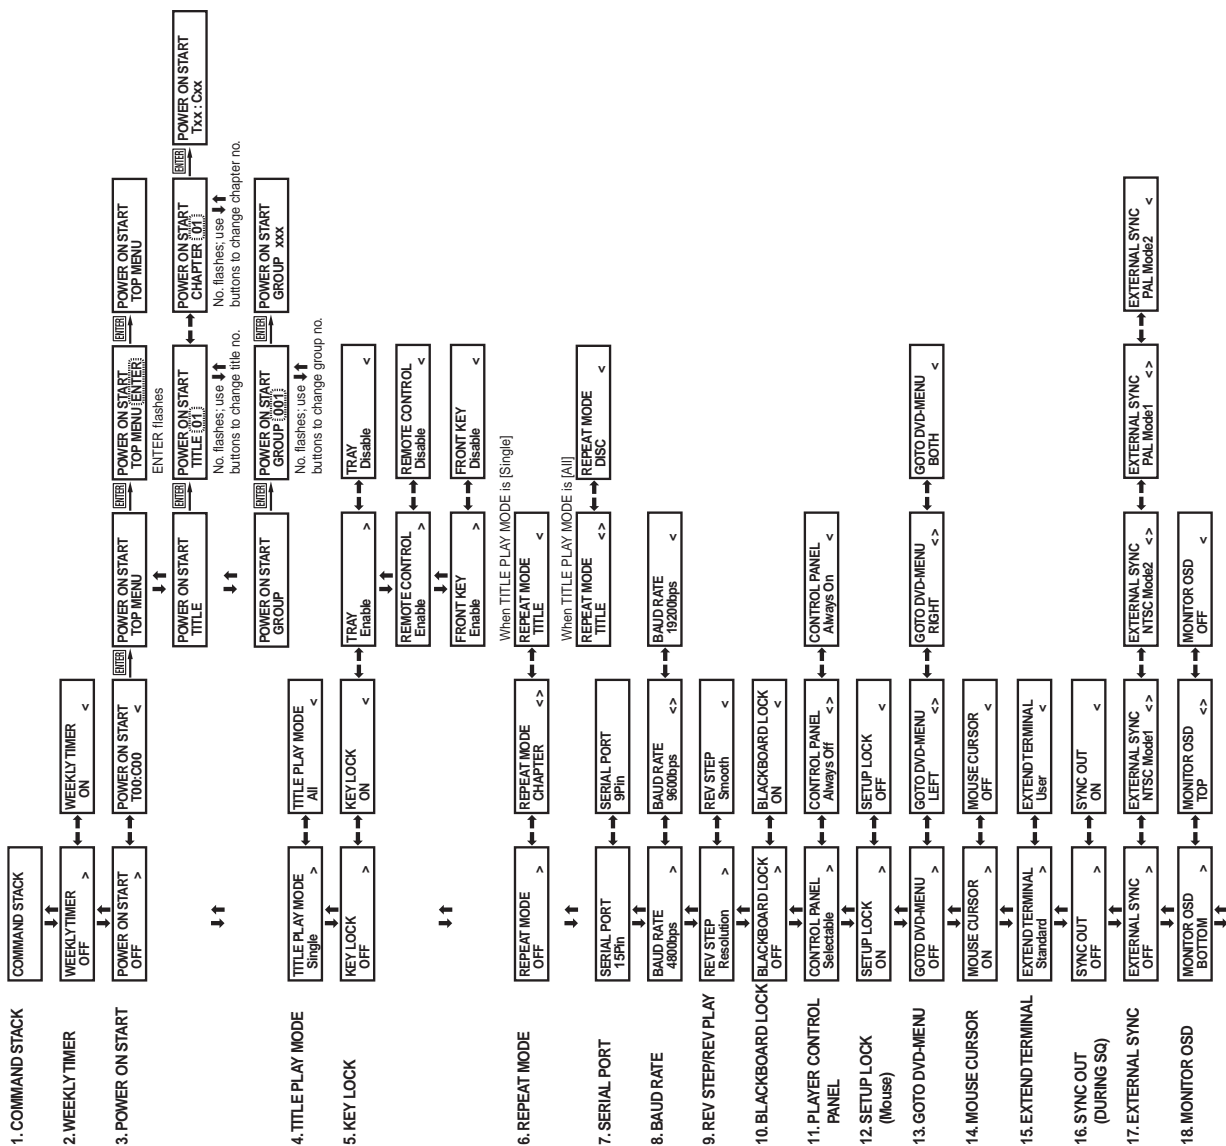 1. COMMAND STACK
COMMAND STACK
2. WEEKLY TIMER
WEEKLY TIMER
OFF >
WEEKLY TIMER
ON <
3. POWER ON START
POWER ON START
OFF >
POWER ON START
T00:C00 <
ENTER
POWER ON START
TOP MENU
ENTER
POWER ON START
TOP MENU ENTER
ENTER flashes
ENTER
POWER ON START
TOP MENU
POWER ON START
TITLE
ENTER
POWER ON START
TITLE 01
No. flashes; use
buttons to change title no.
POWER ON START
CHAPTER 01
No. flashes; use
buttons to change chapter no.
ENTER
POWER ON START
Txx : Cxx
POWER ON START
GROUP
ENTER
POWER ON START
GROUP 001
No. flashes; use
buttons to change group no.
ENTER
POWER ON START
GROUP xxx
4. TITLE PLAY MODE
TITLE PLAY MODE
Single >
TITLE PLAY MODE
All <
5. KEY LOCK
KEY LOCK
OFF >
KEY LOCK
ON <
TRAY
Enable >
TRAY
Disable <
REMOTE CONTROL
Enable >
REMOTE CONTROL
Disable <
FRONT KEY
Enable >
FRONT KEY
Disable <
6. REPEAT MODE
REPEAT MODE
OFF >
REPEAT MODE
CHAPTER <>
When TITLE PLAY MODE is [Single]
REPEAT MODE
TITLE <
When TITLE PLAY MODE is [All]
REPEAT MODE
TITLE <>
REPEAT MODE
DISC <
7. SERIAL PORT
SERIAL PORT
15Pin >
SERIAL PORT
9Pin
8. BAUD RATE
BAUD RATE
4800bps >
BAUD RATE
9600bps <>
BAUD RATE
19200bps <
9. REV STEP/REV PLAY
REV STEP
Resolution >
REV STEP
Smooth <
10. BLACKBOARD LOCK
BLACKBOARD LOCK
OFF >
BLACKBOARD LOCK
ON <
11. PLAYER CONTROL
PANEL
CONTROL PANEL
Selectable >
CONTROL PANEL
Always Off <>
CONTROL PANEL
Always On <
12. SETUP LOCK
(Mouse)
SETUP LOCK
ON >
SETUP LOCK
OFF <
13. GOTO DVD-MENU
GOTO DVD-MENU
OFF >
GOTO DVD-MENU
LEFT <>
GOTO DVD-MENU
RIGHT <>
GOTO DVD-MENU
BOTH <
14. MOUSE CURSOR
MOUSE CURSOR
ON >
MOUSE CURSOR
OFF <
15. EXTEND TERMINAL
EXTEND TERMINAL
Standard >
EXTEND TERMINAL
User <
16. SYNC OUT
(DURING SQ)
SYNC OUT
OFF >
SYNC OUT
ON <
17. EXTERNAL SYNC
EXTERNAL SYNC
OFF >
EXTERNAL SYNC
NTSC Mode1 <>
EXTERNAL SYNC
NTSC Mode2 <>
EXTERNAL SYNC
PAL Mode1 <>
EXTERNAL SYNC
PAL Mode2 <
18. MONITOR OSD
MONITOR OSD
BOTTOM >
MONITOR OSD
TOP <>
MONITOR OSD
OFF <